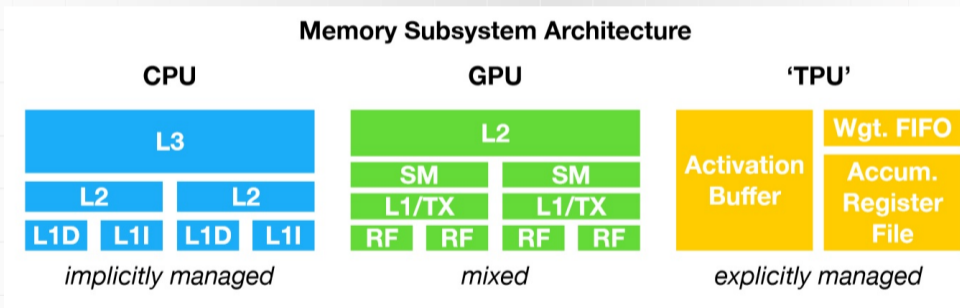 Memory Subsystem Architecture
CPU
GPU
'TPU'
L3
L2 L2
L1D L1I L1D L1I
implicitly managed
L2
SM SM
L1/TX L1/TX
RF RF RF RF
mixed
Activation
Buffer
Wgt. FIFO
Accum.
Register
File
explicitly managed